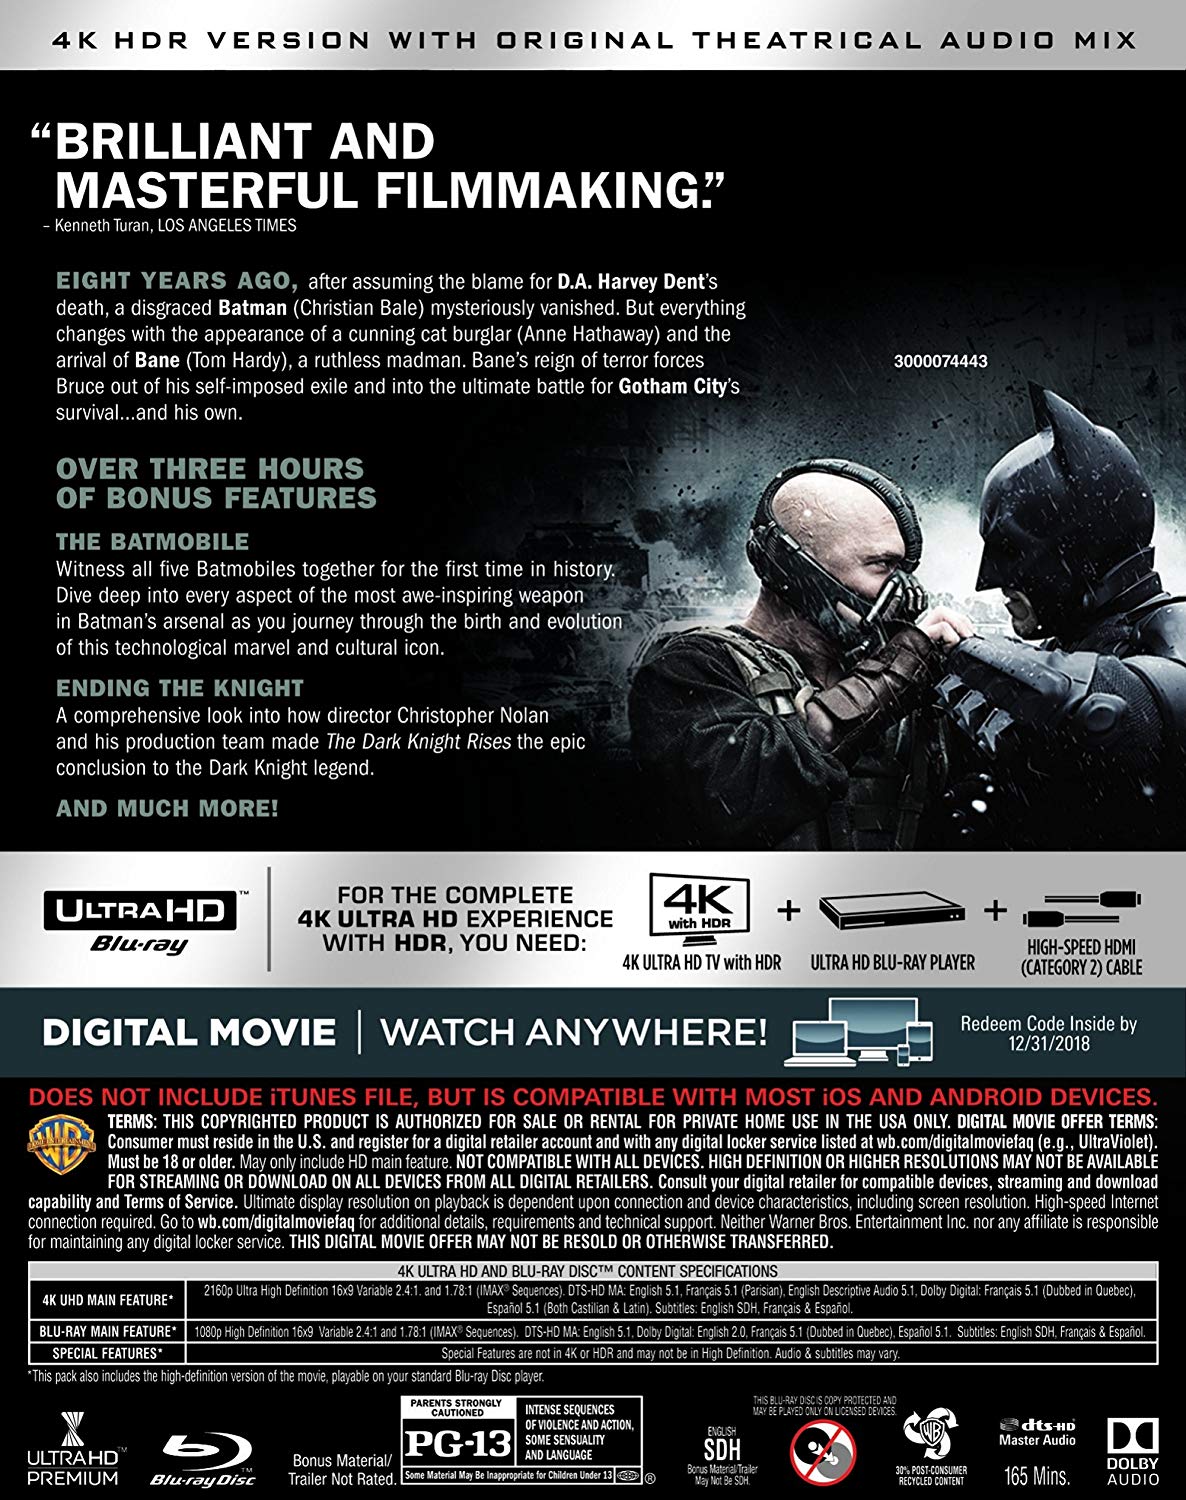 4K HDR VERSION WITH ORIGINAL THEATRICAL AUDIO MIX
“BRILLIANT AND
MASTERFUL FILMMAKING.”
– Kenneth Turan, LOS ANGELES TIMES
EIGHT YEARS AGO, after assuming the blame for D.A. Harvey Dent's
death, a disgraced Batman (Christian Bale) mysteriously vanished. But everything
changes with the appearance of a cunning cat burglar (Anne Hathaway) and the
arrival of Bane (Tom Hardy), a ruthless madman. Bane's reign of terror forces
Bruce out of his self-imposed exile and into the ultimate battle for Gotham City's
survival...and his own.
3000074443
OVER THREE HOURS
OF BONUS FEATURES
THE BATMOBILE
Witness all five Batmobiles together for the first time in history.
Dive deep into every aspect of the most awe-inspiring weapon
in Batman's arsenal as you journey through the birth and evolution
of this technological marvel and cultural icon.
ENDING THE KNIGHT
A comprehensive look into how director Christopher Nolan
and his production team made The Dark Knight Rises the epic
conclusion to the Dark Knight legend.
AND MUCH MORE!
ULTRA HD™
Blu-ray
FOR THE COMPLETE
4K ULTRA HD EXPERIENCE
WITH HDR, YOU NEED:
4K
with HDR
4K ULTRA HD TV with HDR
+
ULTRA HD BLU-RAY PLAYER
+
HIGH-SPEED HDMI
(CATEGORY 2) CABLE
DIGITAL MOVIE | WATCH ANYWHERE!
Redeem Code Inside by
12/31/2018
DOES NOT INCLUDE iTUNES FILE, BUT IS COMPATIBLE WITH MOST iOS AND ANDROID DEVICES.
TERMS: THIS COPYRIGHTED PRODUCT IS AUTHORIZED FOR SALE OR RENTAL FOR PRIVATE HOME USE IN THE USA ONLY. DIGITAL MOVIE OFFER TERMS:
Consumer must reside in the U.S. and register for a digital retailer account and with any digital locker service listed at wb.com/digitalmoviefaq (e.g., UltraViolet).
Must be 18 or older. May only include HD main feature. NOT COMPATIBLE WITH ALL DEVICES. HIGH DEFINITION OR HIGHER RESOLUTIONS MAY NOT BE AVAILABLE
FOR STREAMING OR DOWNLOAD ON ALL DEVICES FROM ALL DIGITAL RETAILERS. Consult your digital retailer for compatible devices, streaming and download
capability and Terms of Service. Ultimate display resolution on playback is dependent upon connection and device characteristics, including screen resolution. High-speed Internet
connection required. Go to wb.com/digitalmoviefaq for additional details, requirements and technical support. Neither Warner Bros. Entertainment Inc. nor any affiliate is responsible
for maintaining any digital locker service. THIS DIGITAL MOVIE OFFER MAY NOT BE RESOLD OR OTHERWISE TRANSFERRED.
4K ULTRA HD AND BLU-RAY DISC™ CONTENT SPECIFICATIONS
4K UHD MAIN FEATURE*
2160p Ultra High Definition 16x9 Variable 2.4:1. and 1.78:1 (IMAX® Sequences). DTS-HD MA: English 5.1, Français 5.1 (Parisian), English Descriptive Audio 5.1, Dolby Digital: Français 5.1 (Dubbed in Quebec),
Español 5.1 (Both Castilian & Latin). Subtitles: English SDH, Français & Español.
BLU-RAY MAIN FEATURE*
1080p High Definition 16x9 Variable 2.4:1 and 1.78:1 (IMAX® Sequences). DTS-HD MA: English 5.1, Dolby Digital: English 2.0, Français 5.1 (Dubbed in Quebec), Español 5.1. Subtitles: English SDH, Français & Español.
SPECIAL FEATURES*
Special Features are not in 4K or HDR and may not be in High Definition. Audio & subtitles may vary.
*This pack also includes the high-definition version of the movie, playable on your standard Blu-ray Disc player.
ULTRA HD™
PREMIUM
Blu-ray Disc™
Bonus Material/
Trailer Not Rated.
PARENTS STRONGLY
CAUTIONED
PG-13
INTENSE SEQUENCES
OF VIOLENCE AND ACTION,
SOME SENSUALITY
AND LANGUAGE
Some Material May Be Inappropriate for Children Under 13
®
ENGLISH
SDH
Bonus Material/Trailer
May Not Be SDH.
THIS BLU-RAY DISC IS COPY PROTECTED AND
MAY BE PLAYED ONLY ON LICENSED DEVICES.
WB
30% POST-CONSUMER
RECYCLED CONTENT
dts-HD
Master Audio
165 Mins.
DOLBY
AUDIO